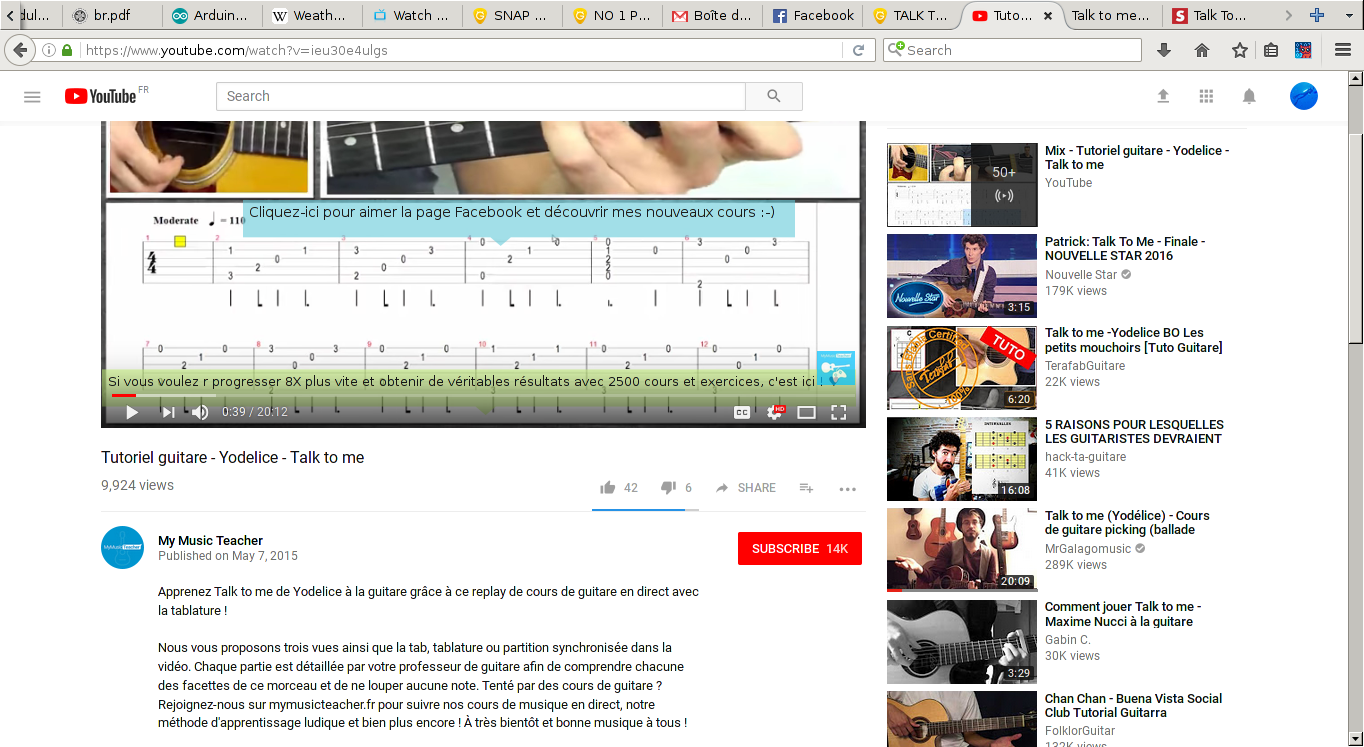 dul...
br.pdf
Arduin...
Weath...
Watch ...
SNAP ...
NO 1 P...
Boîte d...
Facebook
TALK T...
Tuto...
Talk to me...
Talk To...
https://www.youtube.com/watch?v=ieu30e4ulgs
Search
YouTube FR
Search
Moderate = 110
Cliquez-ici pour aimer la page Facebook et découvrir mes nouveaux cours :-)
Si vous voulez r progresser 8X plus vite et obtenir de véritables résultats avec 2500 cours et exercices, c'est ici !
0:39 / 20:12
CC
HD
Tutoriel guitare - Yodelice - Talk to me
9,924 views
42
6
SHARE
My Music Teacher
Published on May 7, 2015
SUBSCRIBE 14K
Apprenez Talk to me de Yodelice à la guitare grâce à ce replay de cours de guitare en direct avec
la tablature !
Nous vous proposons trois vues ainsi que la tab, tablature ou partition synchronisée dans la
vidéo. Chaque partie est détaillée par votre professeur de guitare afin de comprendre chacune
des facettes de ce morceau et de ne louper aucune note. Tenté par des cours de guitare ?
Rejoignez-nous sur mymusicteacher.fr pour suivre nos cours de musique en direct, notre
méthode d'apprentissage ludique et bien plus encore ! À très bientôt et bonne musique à tous !
50+
Mix - Tutoriel guitare - Yodelice -
Talk to me
YouTube
Nouvelle Star
3:15
Patrick: Talk To Me - Finale -
NOUVELLE STAR 2016
Nouvelle Star
179K views
TUTO
6:20
Talk to me -Yodelice BO Les
petits mouchoirs [Tuto Guitare]
TerafabGuitare
22K views
INTERVALLES
16:08
5 RAISONS POUR LESQUELLES
LES GUITARISTES DEVRAIENT
hack-ta-guitare
41K views
20:09
Talk to me (Yodélice) - Cours
de guitare picking (ballade
MrGalagomusic
289K views
3:29
Comment jouer Talk to me -
Maxime Nucci à la guitare
Gabin C.
30K views
Chan Chan - Buena Vista Social
Club Tutorial Guitarra
FolklorGuitar
132K views